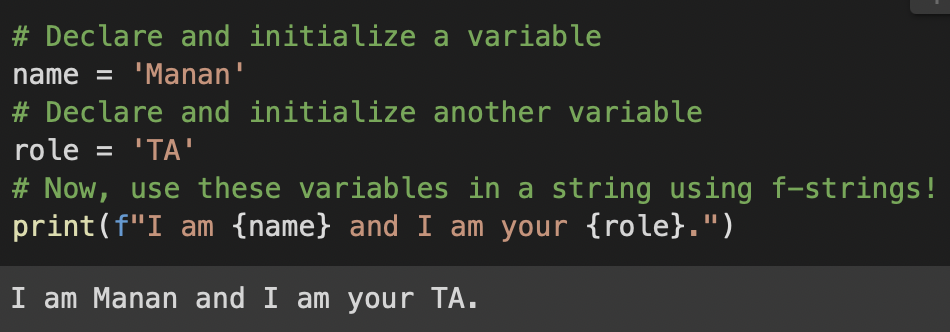 # Declare and initialize a variable
name = 'Manan'
# Declare and initialize another variable
role = 'TA'
# Now, use these variables in a string using f-strings!
print(f"I am {name} and I am your {role}.")
I am Manan and I am your TA.